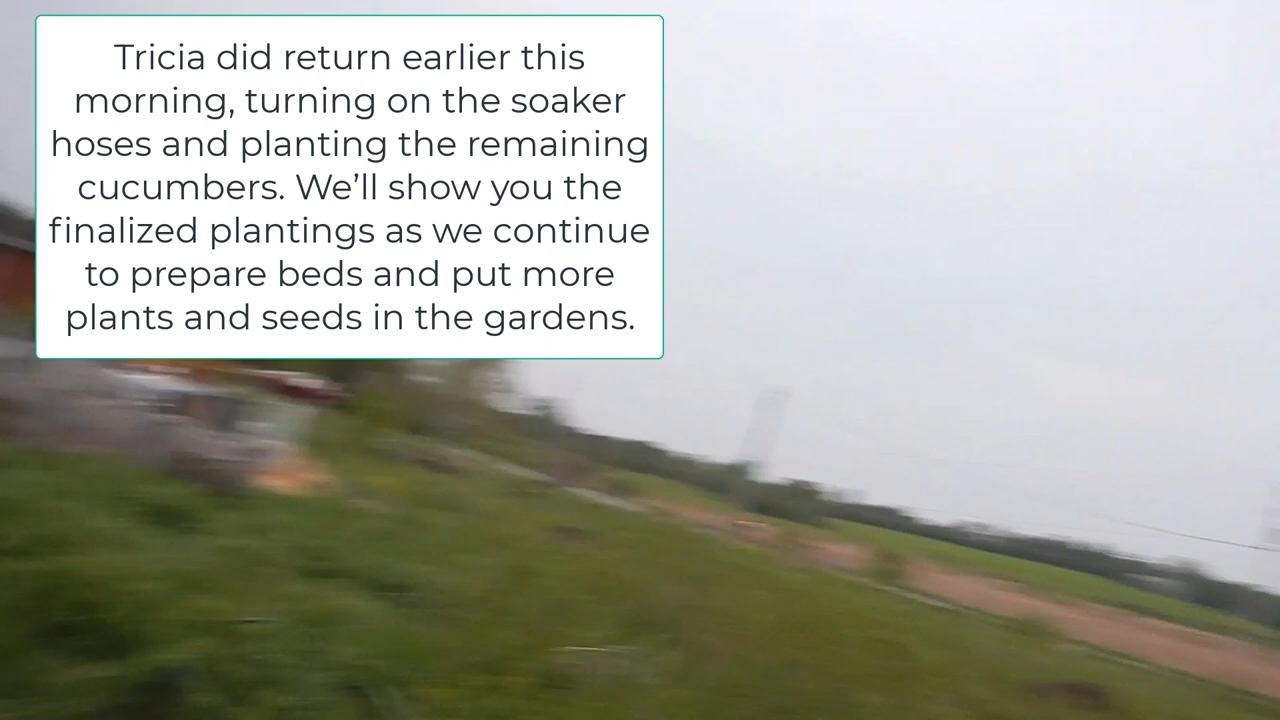 Tricia did return earlier this
morning, turning on the soaker
hoses and planting the remaining
cucumbers. We’ll show you the
finalized plantings as we continue
to prepare beds and put more
plants and seeds in the gardens.